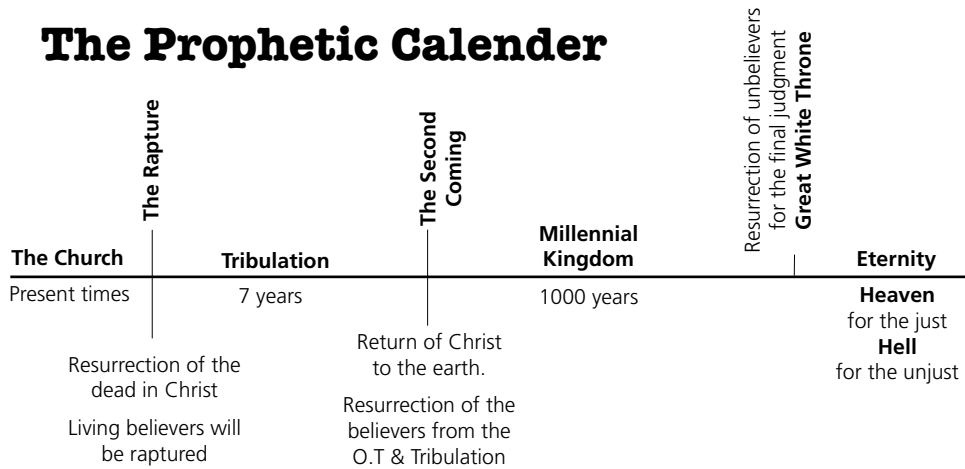 The Prophetic Calender
The Church
Present times
The Rapture
Resurrection of the
dead in Christ
Living believers will
be raptured
Tribulation
7 years
The Second
Coming
Return of Christ
to the earth.
Resurrection of the
believers from the
O.T & Tribulation
Millennial
Kingdom
1000 years
Resurrection of unbelievers
for the final judgment
Great White Throne
Eternity
Heaven
for the just
Hell
for the unjust